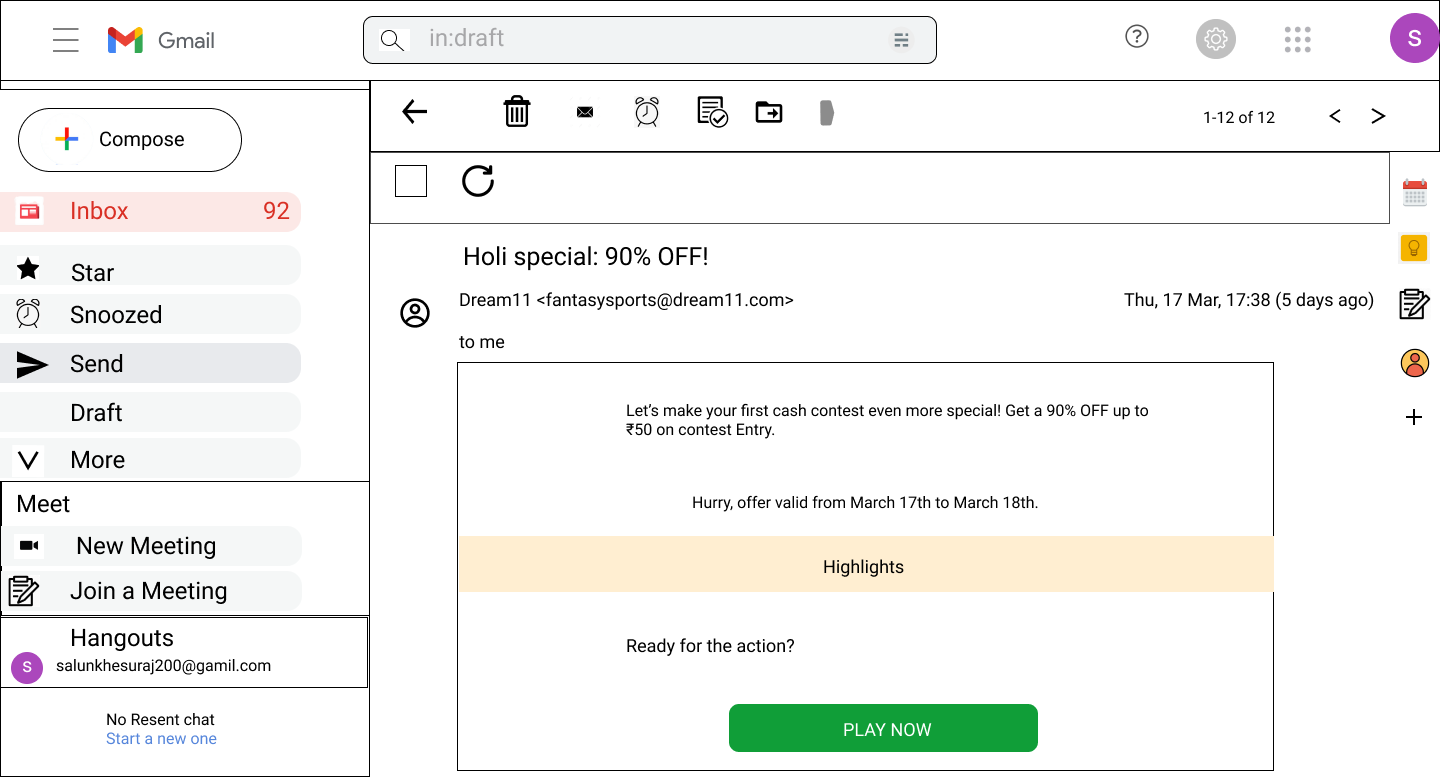 Gmail
in:draft
S
Compose
1-12 of 12
Inbox 92
Star
Snoozed
Send
Draft
More
Meet
New Meeting
Join a Meeting
Hangouts
S
salunkhesuraj200@gamil.com
No Resent chat
Start a new one
Holi special: 90% OFF!
Dream11 <fantasysports@dream11.com> Thu, 17 Mar, 17:38 (5 days ago)
to me
Let’s make your first cash contest even more special! Get a 90% OFF up to
₹50 on contest Entry.
Hurry, offer valid from March 17th to March 18th.
Highlights
Ready for the action?
PLAY NOW